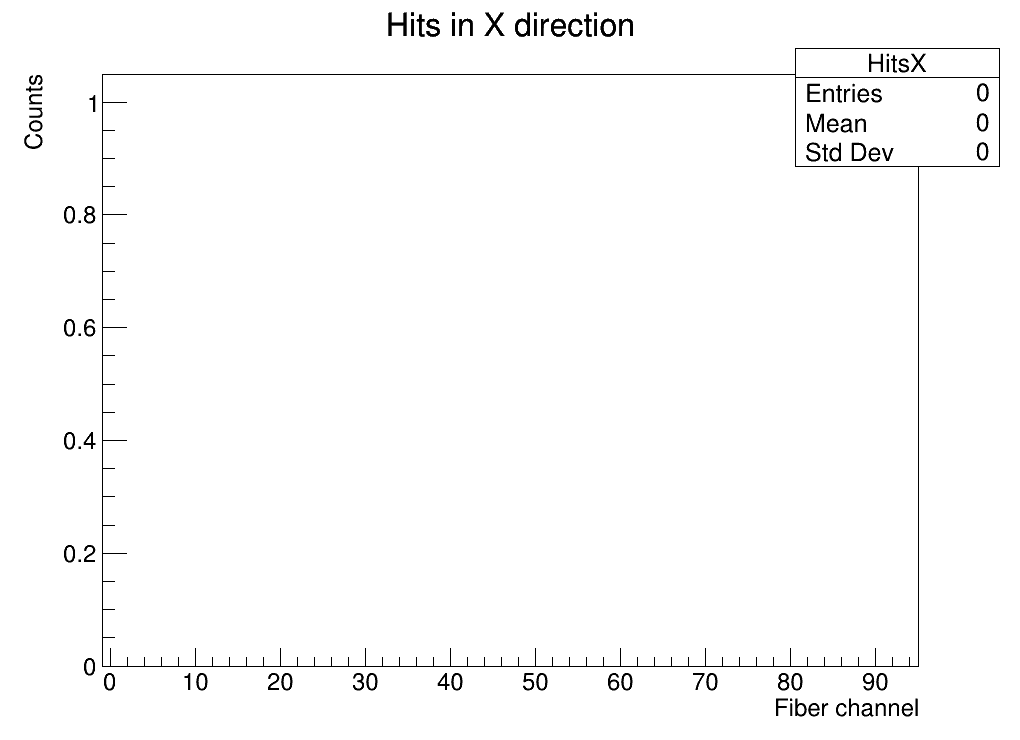 Hits in X direction
HitsX
Entries 0
Mean 0
Std Dev 0
Counts
1
0.8
0.6
0.4
0.2
0
0 10 20 30 40 50 60 70 80 90
Fiber channel